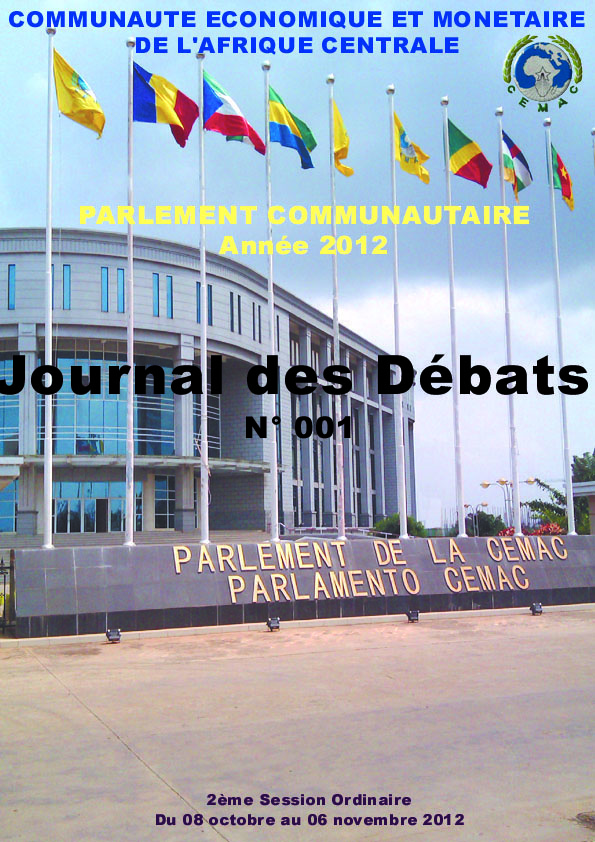 COMMUNAUTE ECONOMIQUE ET MONETAIRE
DE L'AFRIQUE CENTRALE
CEMAC
PARLEMENT COMMUNAUTAIRE
Année 2012
Journal des Débats
N° 001
PARLEMENT DE LA CEMAC
PARLAMENTO CEMAC
2ème Session Ordinaire
Du 08 octobre au 06 novembre 2012